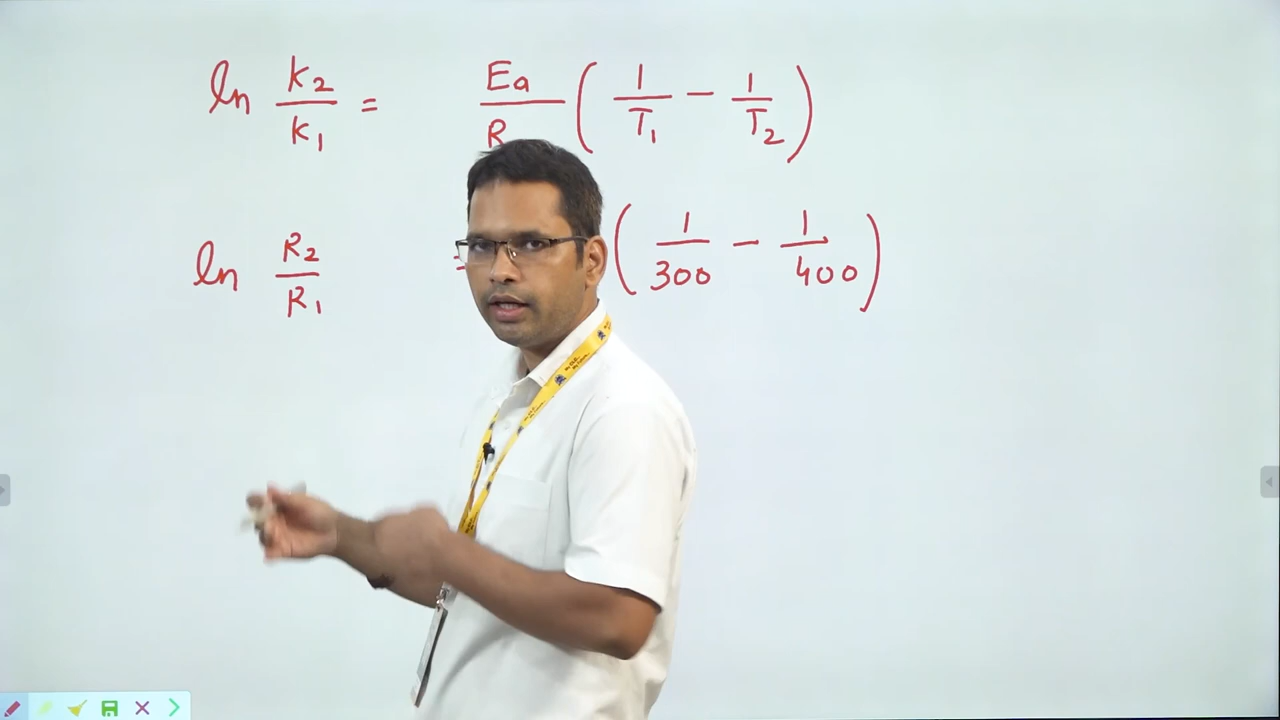 ln K2/K1 = Ea/R (1/T1 - 1/T2)
ln R2/R1 = (1/300 - 1/400)